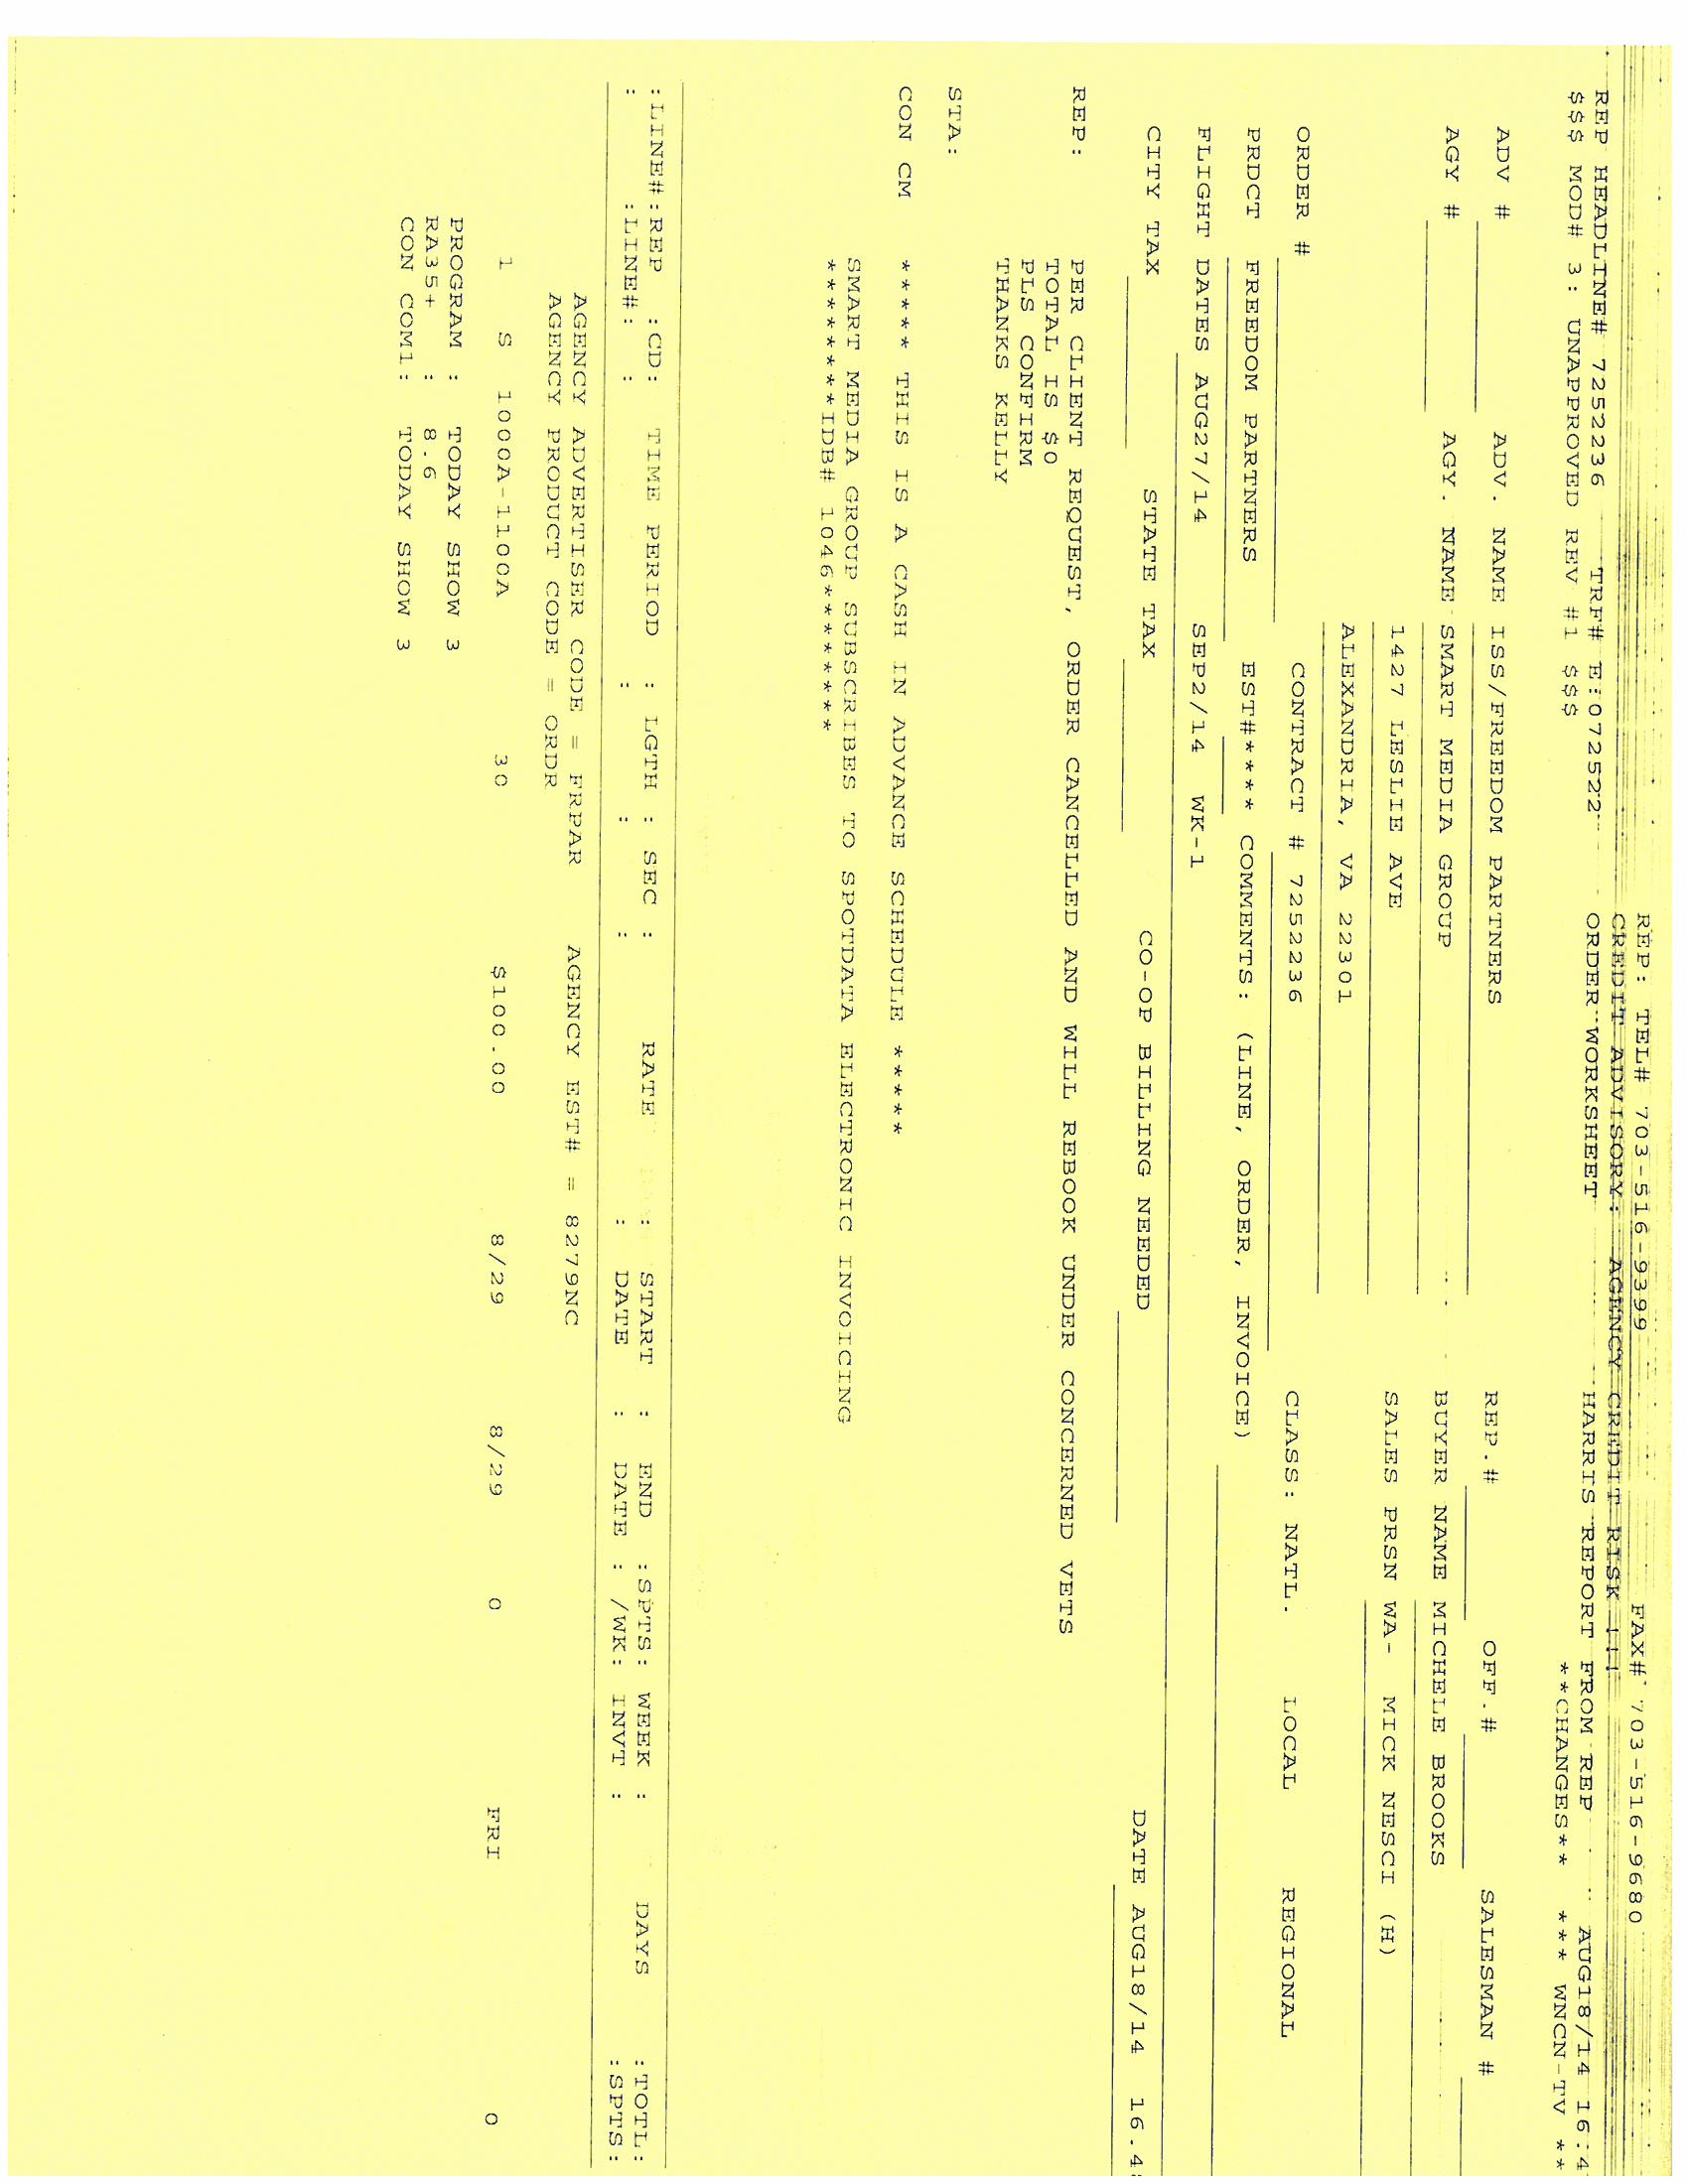 REP: TEL# 703-516-9399 FAX# 703-516-9680
CREDIT ADVISORY: AGENCY CREDIT RISK !!!
REP HEADLINE# 7252236 TRF# E:072522 ORDER WORKSHEET HARRIS REPORT FROM REP AUG18/14 16:4
$$$ MOD# 3: UNAPPROVED REV #1 $$$ **CHANGES** *** WNCN-TV **
ADV # ADV. NAME ISS/FREEDOM PARTNERS REP.# OFF.# SALESMAN #
AGY # AGY. NAME SMART MEDIA GROUP BUYER NAME MICHELE BROOKS
1427 LESLIE AVE SALES PRSN WA- MICK NESCI (H)
ALEXANDRIA, VA 22301
ORDER # CONTRACT # 7252236 CLASS: NATL. LOCAL REGIONAL
PRDCT FREEDOM PARTNERS EST#**** COMMENTS: (LINE, ORDER, INVOICE)
FLIGHT DATES AUG27/14 SEP2/14 WK-1
CITY TAX STATE TAX CO-OP BILLING NEEDED DATE AUG18/14 16.4
REP: PER CLIENT REQUEST, ORDER CANCELLED AND WILL REBOOK UNDER CONCERNED VETS
TOTAL IS $0
PLS CONFIRM
THANKS KELLY
STA:
CON CM ***** THIS IS A CASH IN ADVANCE SCHEDULE *****
SMART MEDIA GROUP SUBSCRIBES TO SPOTDATA ELECTRONIC INVOICING
*********IDB# 1046*********
:LINE#:REP :CD: TIME PERIOD : LGTH : SEC : RATE : START : END :SPTS: WEEK : DAYS :TOTL:
: :LINE#: : : : : : DATE : DATE : /WK: INVT : :SPTS:
AGENCY ADVERTISER CODE = FRPAR AGENCY EST# = 8279NC
AGENCY PRODUCT CODE = ORDR
1 S 1000A-1100A 30 $100.00 8/29 8/29 0 FRI 0
PROGRAM : TODAY SHOW 3
RA35+ : 8.6
CON COM1: TODAY SHOW 3